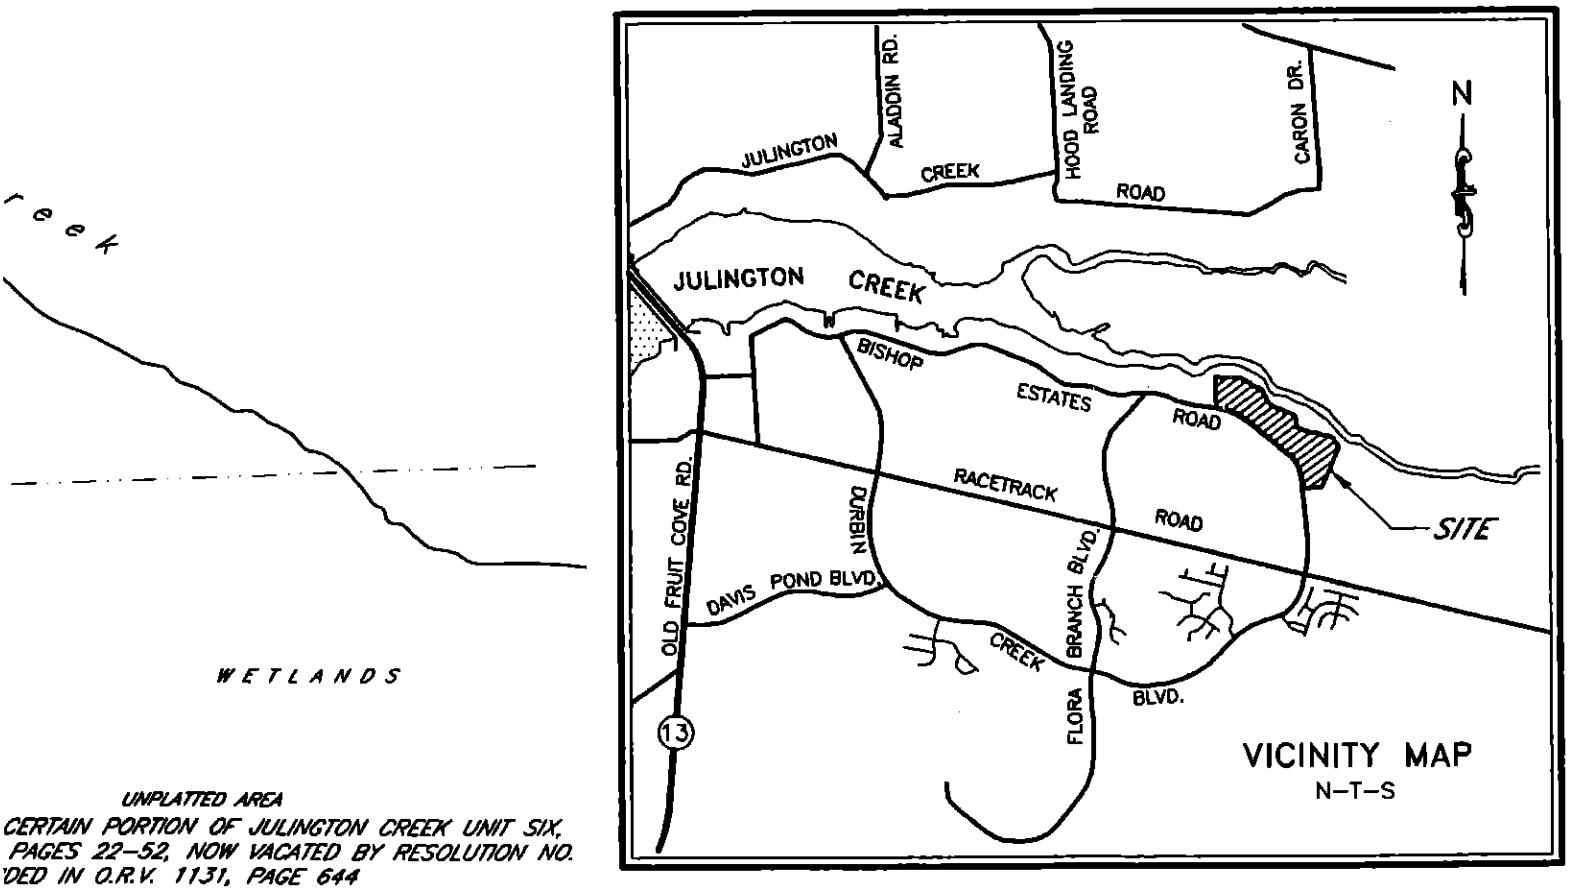 reek
WETLANDS
UNPLATTED AREA
CERTAIN PORTION OF JULINGTON CREEK UNIT SIX,
PAGES 22-52, NOW VACATED BY RESOLUTION NO.
DED IN O.R.V. 1131, PAGE 644
ALADDIN RD.
HOOD LANDING
ROAD
CARON DR.
N
JULINGTON
CREEK
ROAD
JULINGTON CREEK
BISHOP
ESTATES
ROAD
RACETRACK
ROAD
SITE
OLD FRUIT COVE RD.
DURBIN
DAVIS POND BLVD.
FLORA BRANCH BLVD.
CREEK
BLVD.
13
VICINITY MAP
N-T-S